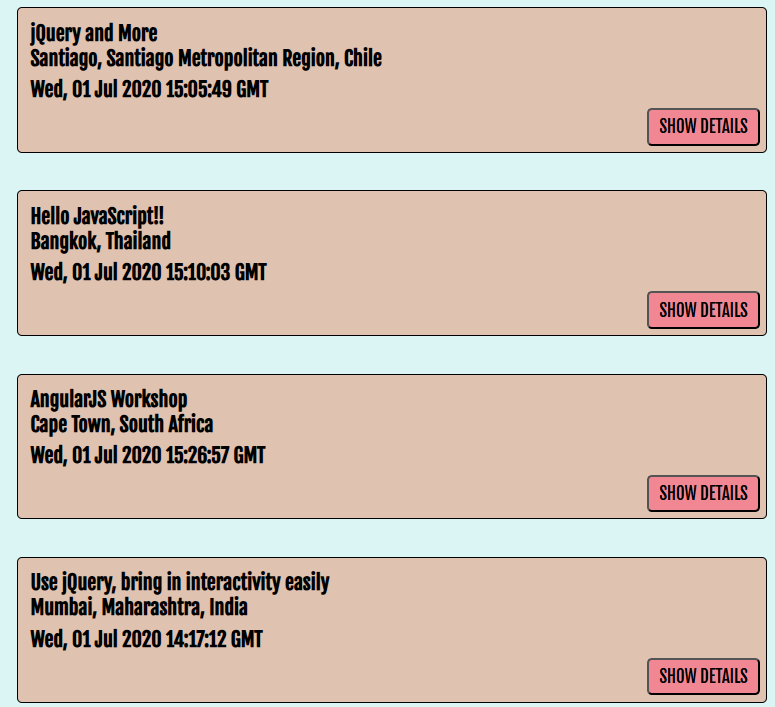 jQuery and More
Santiago, Santiago Metropolitan Region, Chile
Wed, 01 Jul 2020 15:05:49 GMT
SHOW DETAILS
Hello JavaScript!!
Bangkok, Thailand
Wed, 01 Jul 2020 15:10:03 GMT
SHOW DETAILS
AngularJS Workshop
Cape Town, South Africa
Wed, 01 Jul 2020 15:26:57 GMT
SHOW DETAILS
Use jQuery, bring in interactivity easily
Mumbai, Maharashtra, India
Wed, 01 Jul 2020 14:17:12 GMT
SHOW DETAILS